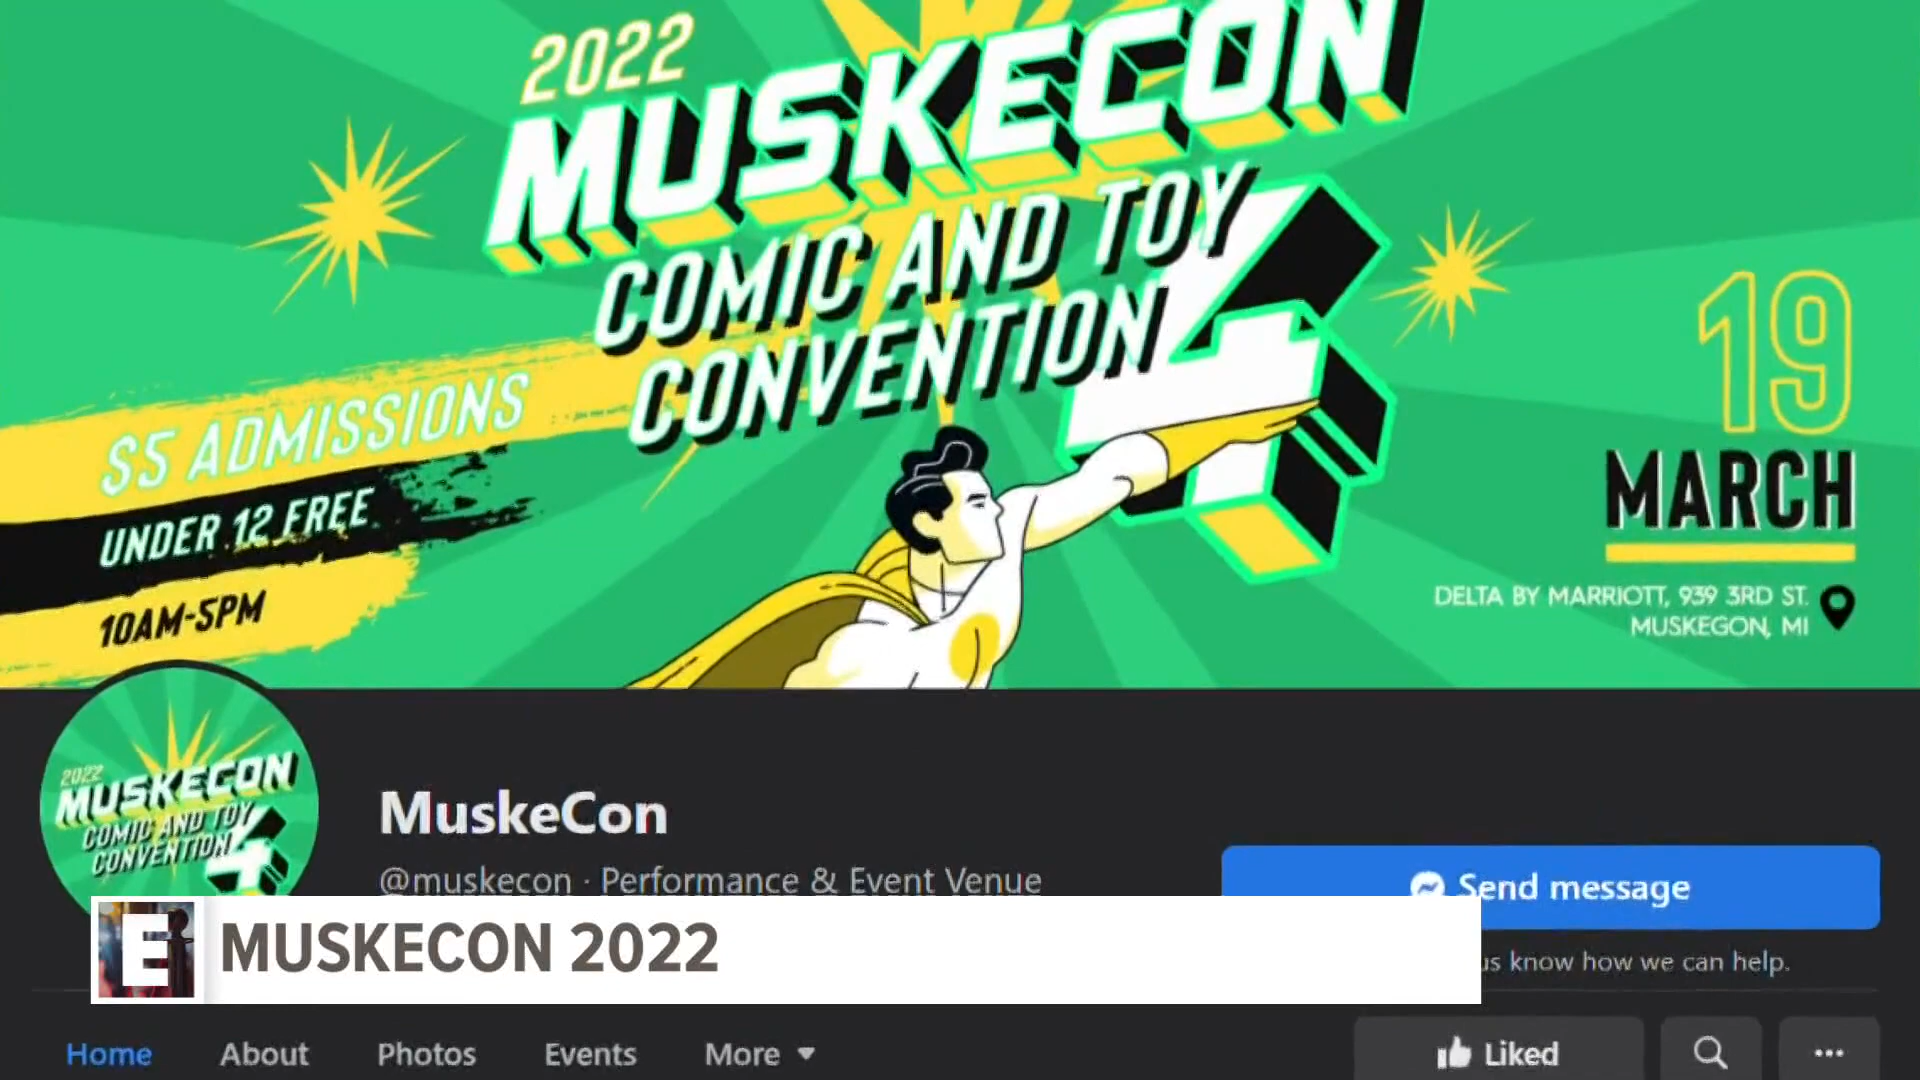 2022
MUSKECON
COMIC AND TOY
CONVENTION
4
$5 ADMISSIONS
UNDER 12 FREE
10AM-5PM
19
MARCH
DELTA BY MARRIOTT, 939 3RD ST.
MUSKEGON, MI
2022
MUSKECON
COMIC AND TOY
CONVENTION
4
MuskeCon
@muskecon · Performance & Event Venue
Send message
us know how we can help.
E
MUSKECON 2022
Home About Photos Events More
Liked